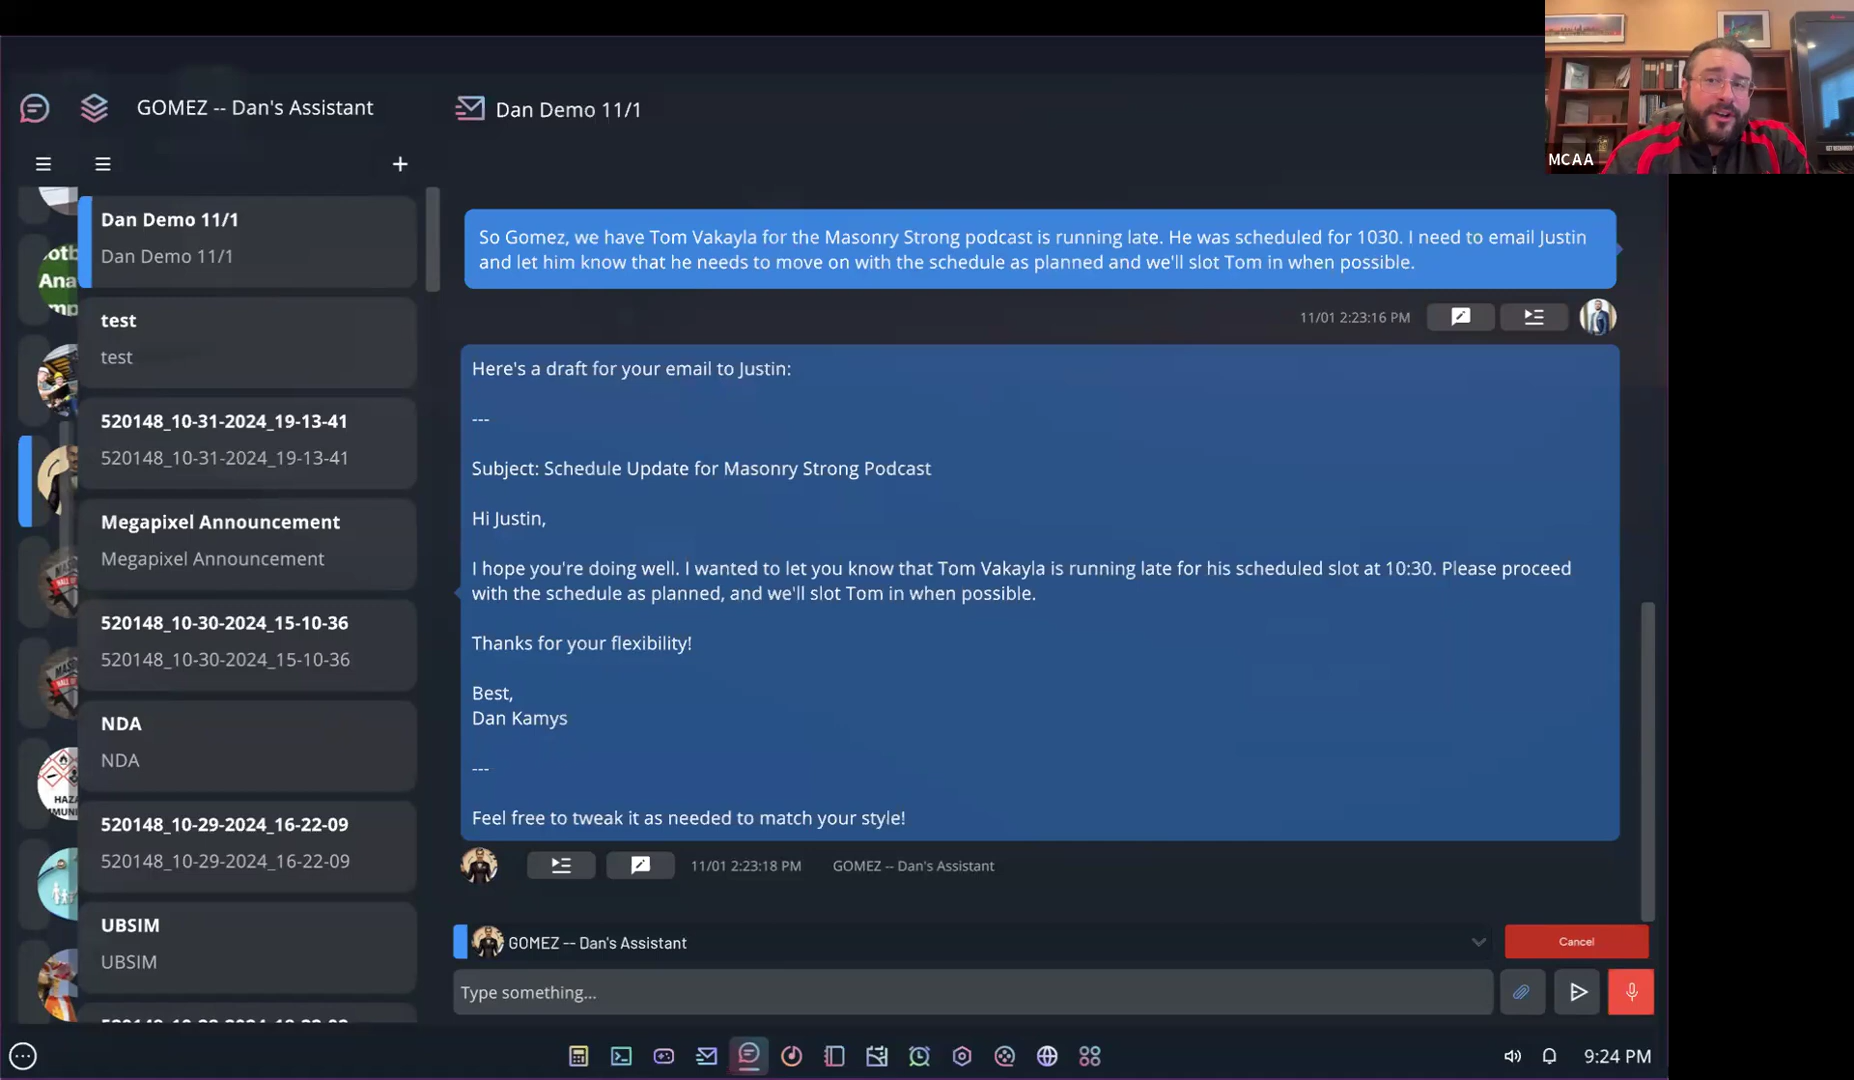 MCAA
GOMEZ -- Dan's Assistant
Dan Demo 11/1
Dan Demo 11/1
Dan Demo 11/1
test
test
520148_10-31-2024_19-13-41
520148_10-31-2024_19-13-41
Megapixel Announcement
Megapixel Announcement
520148_10-30-2024_15-10-36
520148_10-30-2024_15-10-36
NDA
NDA
520148_10-29-2024_16-22-09
520148_10-29-2024_16-22-09
UBSIM
UBSIM
So Gomez, we have Tom Vakayla for the Masonry Strong podcast is running late. He was scheduled for 1030. I need to email Justin
and let him know that he needs to move on with the schedule as planned and we'll slot Tom in when possible.
11/01 2:23:16 PM
Here's a draft for your email to Justin:
---
Subject: Schedule Update for Masonry Strong Podcast
Hi Justin,
I hope you're doing well. I wanted to let you know that Tom Vakayla is running late for his scheduled slot at 10:30. Please proceed
with the schedule as planned, and we'll slot Tom in when possible.
Thanks for your flexibility!
Best,
Dan Kamys
---
Feel free to tweak it as needed to match your style!
11/01 2:23:18 PM GOMEZ -- Dan's Assistant
GOMEZ -- Dan's Assistant
Cancel
Type something...
9:24 PM